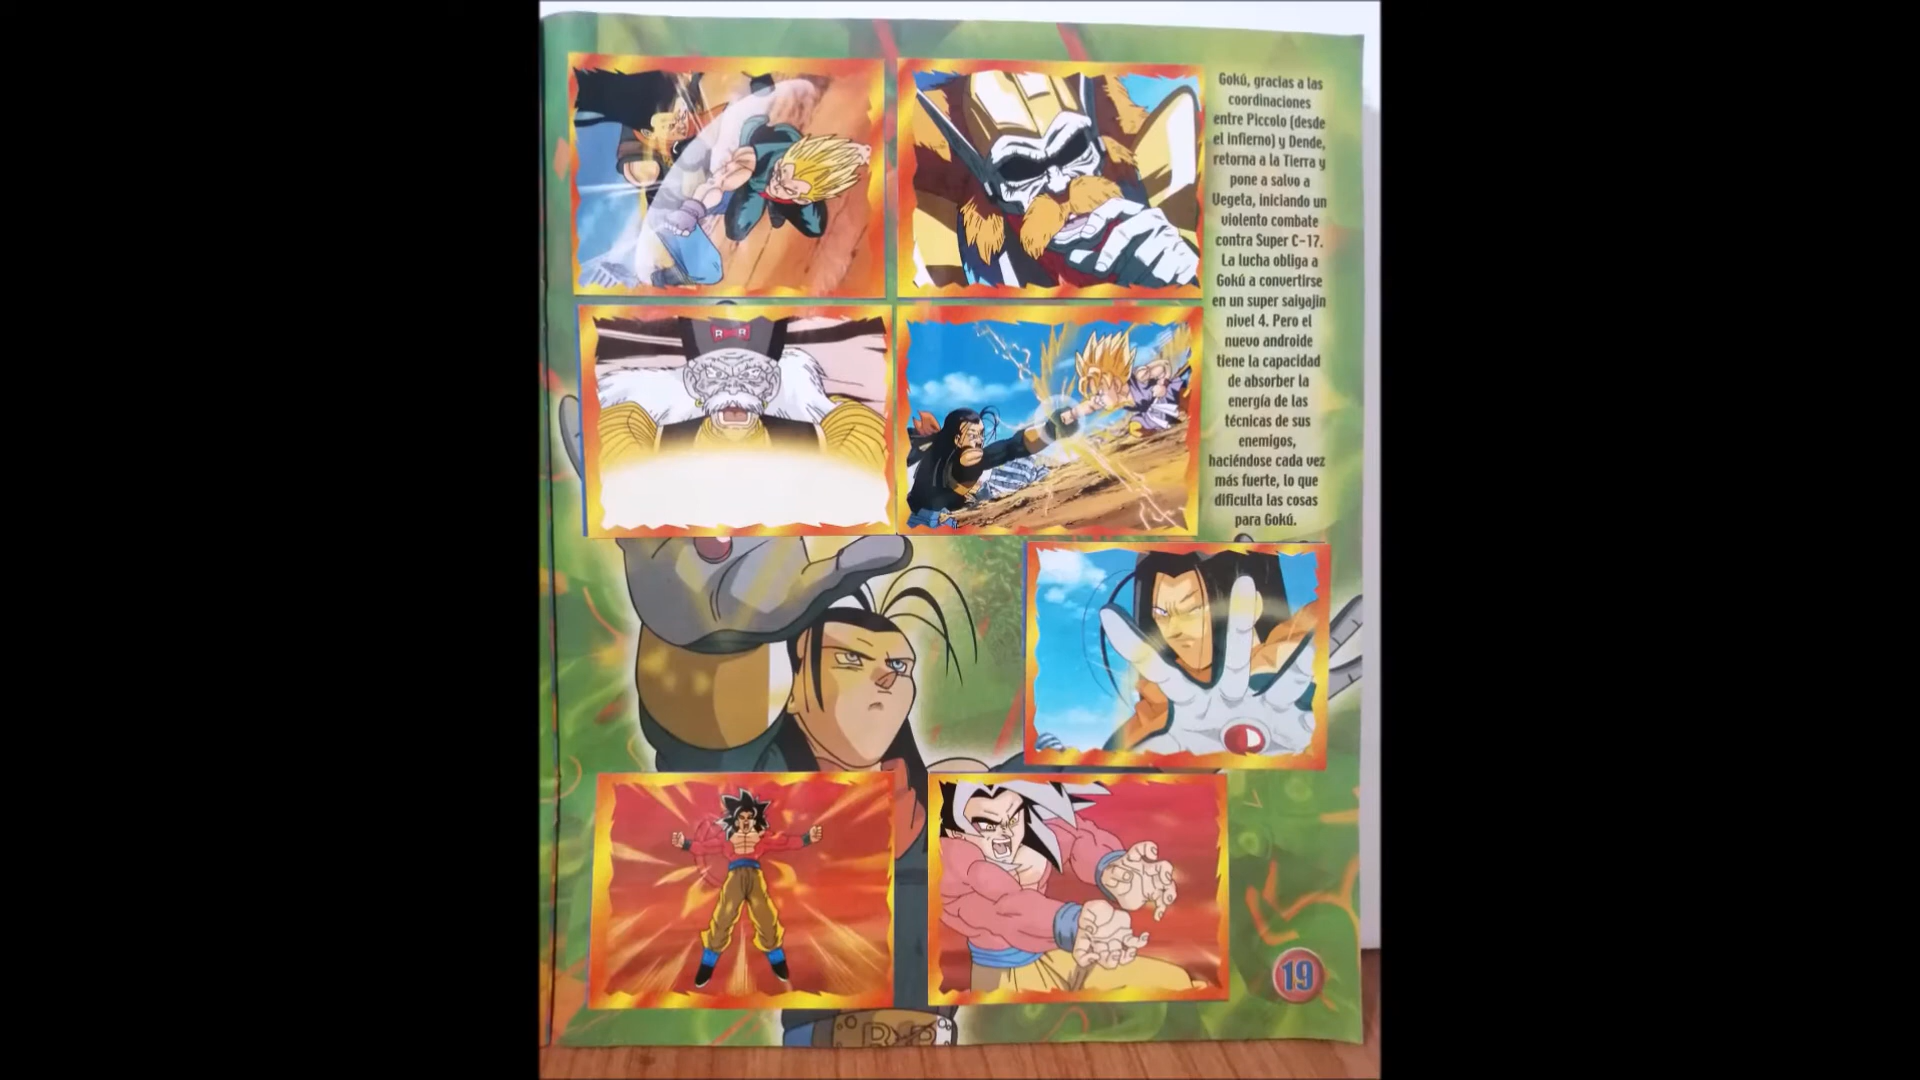 Gokú, gracias a las
coordinaciones
entre Piccolo (desde
el infierno) y Dende,
retorna a la Tierra y
pone a salvo a
Vegeta, iniciando un
violento combate
contra Super C-17.
La lucha obliga a
Gokú a convertirse
en un super saiyajin
nivel 4. Pero el
nuevo androide
tiene la capacidad
de absorber la
energía de las
técnicas de sus
enemigos,
haciéndose cada vez
más fuerte, lo que
dificulta las cosas
para Gokú.
R R
19
R R